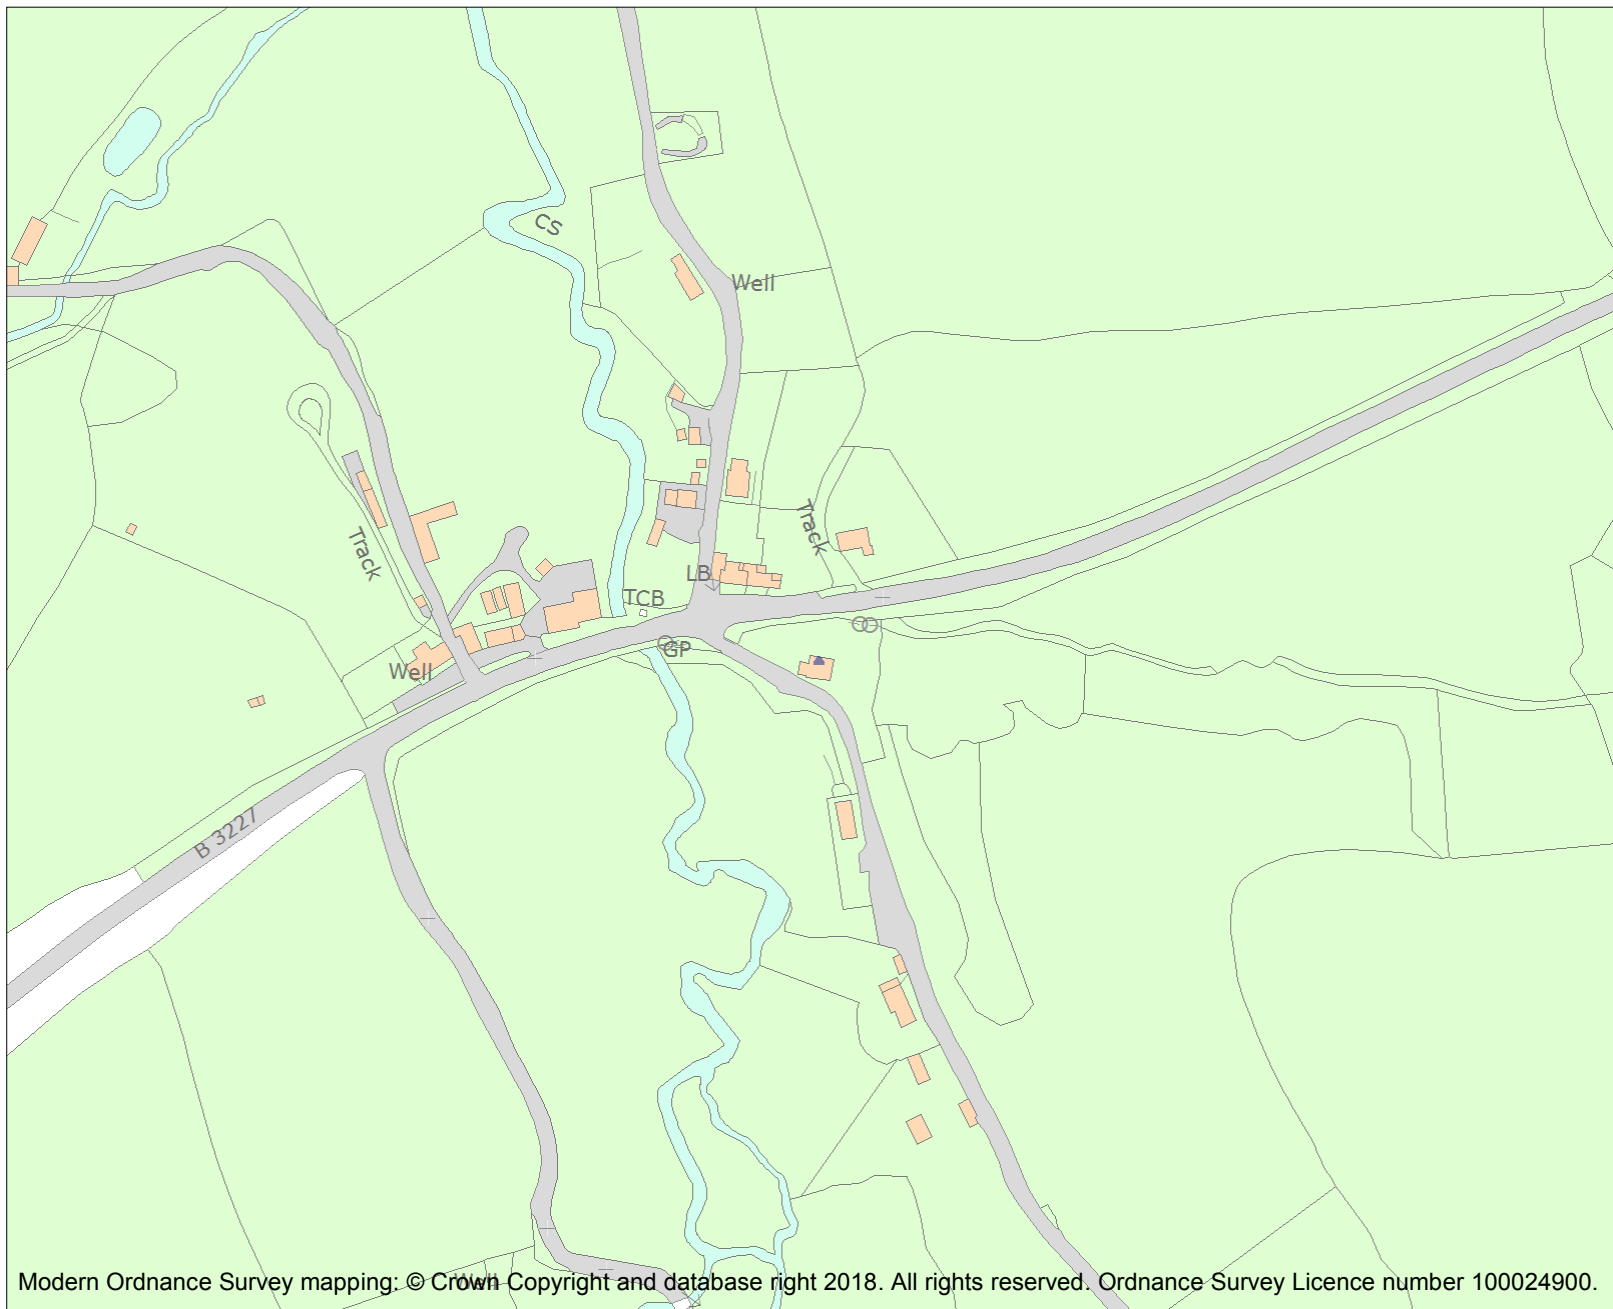 CS
Well
Track
Track
LB
TCB
GP
Well
B 3227
Well
Modern Ordnance Survey mapping: © Crown Copyright and database right 2018. All rights reserved. Ordnance Survey Licence number 100024900.